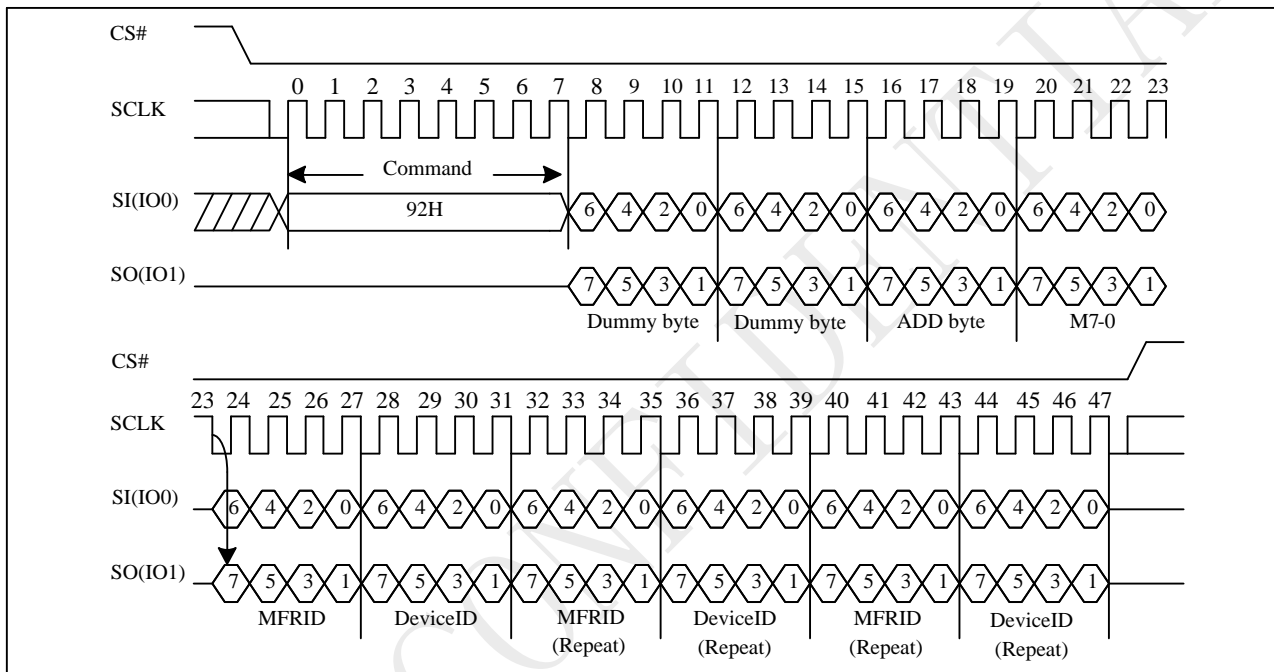 CS#
0 1 2 3 4 5 6 7 8 9 10 11 12 13 14 15 16 17 18 19 20 21 22 23
SCLK
Command
SI(IO0)
92H
6 4 2 0 6 4 2 0 6 4 2 0 6 4 2 0
SO(IO1)
7 5 3 1 7 5 3 1 7 5 3 1 7 5 3 1
Dummy byte Dummy byte ADD byte M7-0
CS#
23 24 25 26 27 28 29 30 31 32 33 34 35 36 37 38 39 40 41 42 43 44 45 46 47
SCLK
SI(IO0)
6 4 2 0 6 4 2 0 6 4 2 0 6 4 2 0 6 4 2 0 6 4 2 0
SO(IO1)
7 5 3 1 7 5 3 1 7 5 3 1 7 5 3 1 7 5 3 1 7 5 3 1
MFRID DeviceID MFRID DeviceID MFRID DeviceID
(Repeat) (Repeat) (Repeat) (Repeat)
CONFIDENTIA